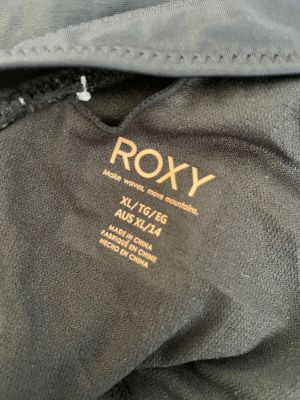 ROXY
Make waves, move mountains.
XL/TG/EG
AUS XL/14
MADE IN CHINA
FABRIQUÉ EN CHINE
HECHO EN CHINA